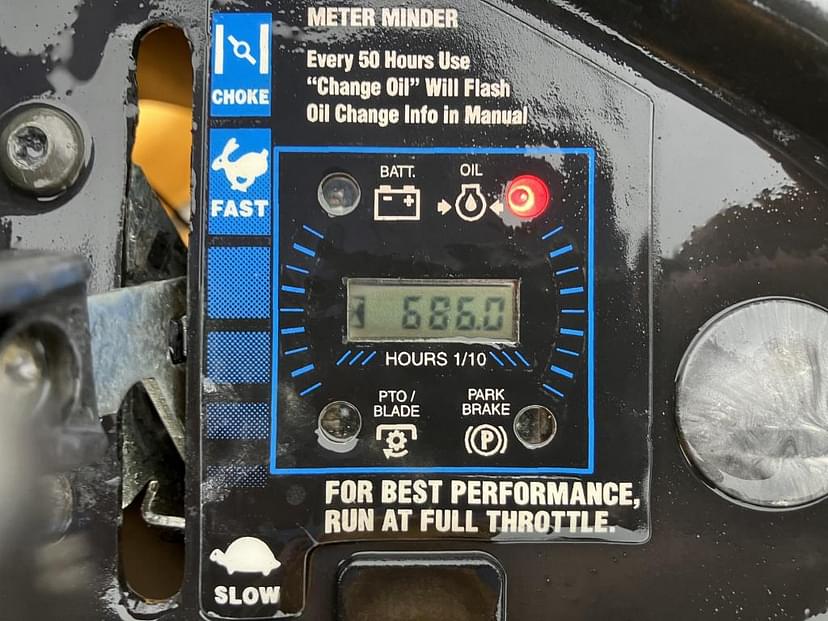 METER MINDER
Every 50 Hours Use
“Change Oil” Will Flash
Oil Change Info in Manual
CHOKE
FAST
BATT.
OIL
686.0
HOURS 1/10
PTO /
BLADE
PARK
BRAKE
P
FOR BEST PERFORMANCE,
RUN AT FULL THROTTLE.
SLOW